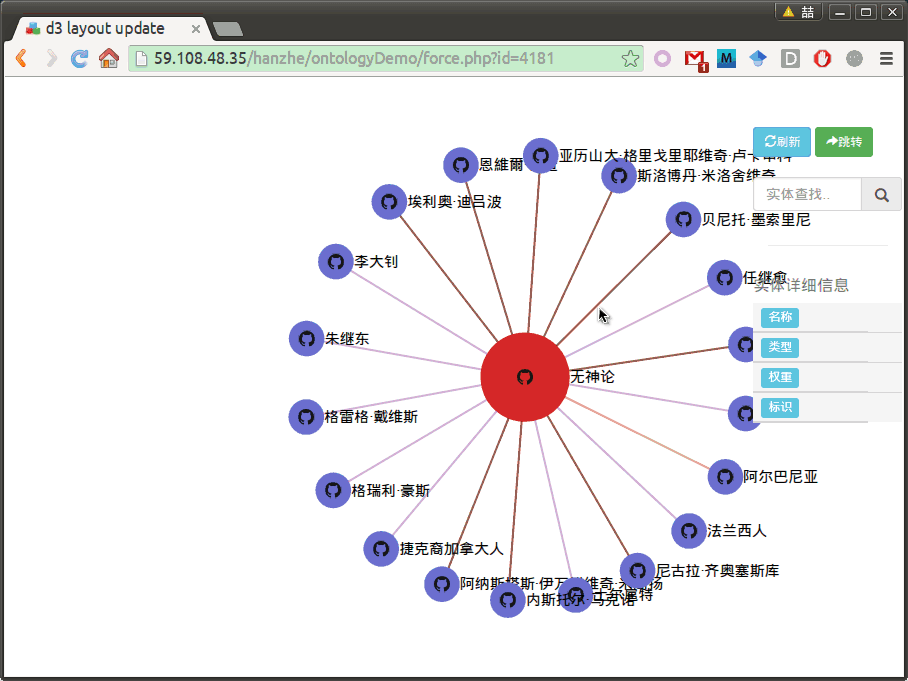 喆
d3 layout update
59.108.48.35/hanzhe/ontologyDemo/force.php?id=4181
1
M
D
刷新
跳转
实体查找..
实体详细信息
名称
类型
权重
标识
恩維爾
亚历山大·格里戈里耶维奇·卢卡申科
斯洛博丹·米洛舍维奇
埃利奥·迪吕波
贝尼托·墨索里尼
李大钊
任继愈
朱继东
无神论
格雷格·戴维斯
格瑞利·豪斯
阿尔巴尼亚
法兰西人
捷克裔加拿大人
尼古拉·齐奥塞斯库
阿纳斯塔斯·伊万诺维奇·米高扬
内斯托尔·马克诺